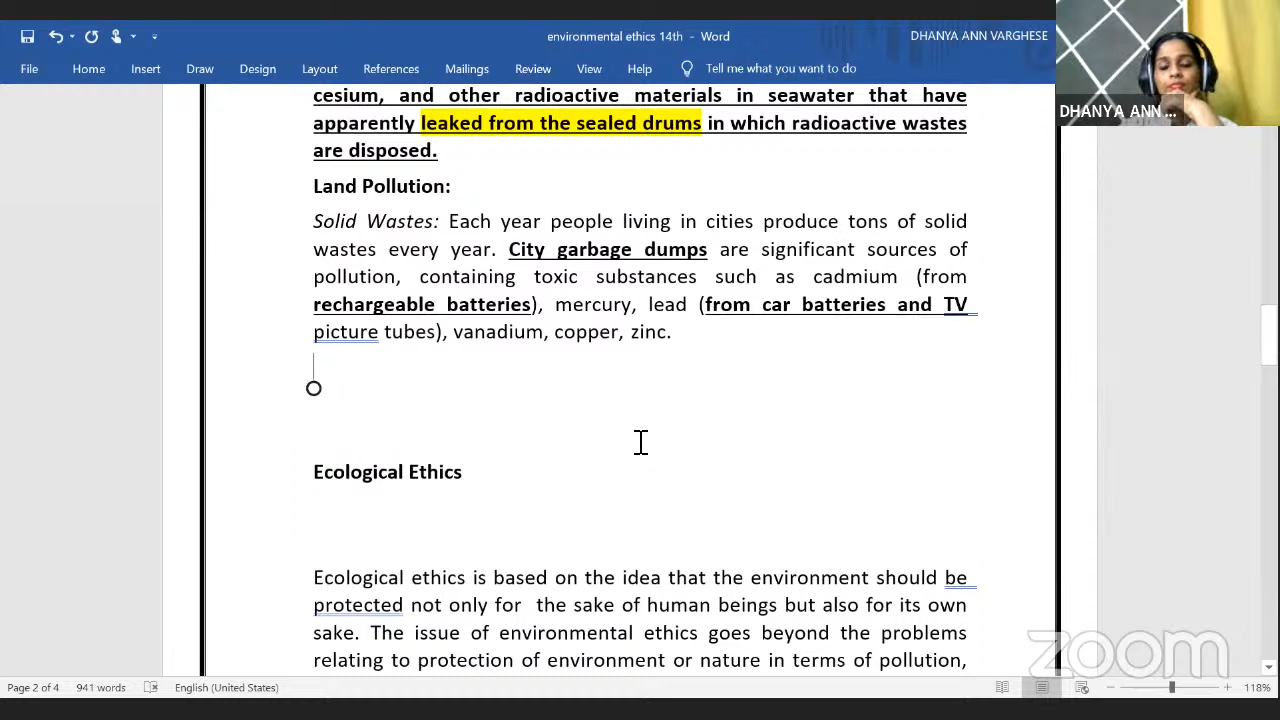 environmental ethics 14th - Word
DHANYA ANN VARGHESE
File Home Insert Draw Design Layout References Mailings Review View Help Tell me what you want to do
DHANYA ANN ...
cesium, and other radioactive materials in seawater that have
apparently leaked from the sealed drums in which radioactive wastes
are disposed.
Land Pollution:
Solid Wastes: Each year people living in cities produce tons of solid
wastes every year. City garbage dumps are significant sources of
pollution, containing toxic substances such as cadmium (from
rechargeable batteries), mercury, lead (from car batteries and TV
picture tubes), vanadium, copper, zinc.
Ecological Ethics
Ecological ethics is based on the idea that the environment should be
protected not only for the sake of human beings but also for its own
sake. The issue of environmental ethics goes beyond the problems
relating to protection of environment or nature in terms of pollution,
zoom
Page 2 of 4 941 words English (United States) 118%